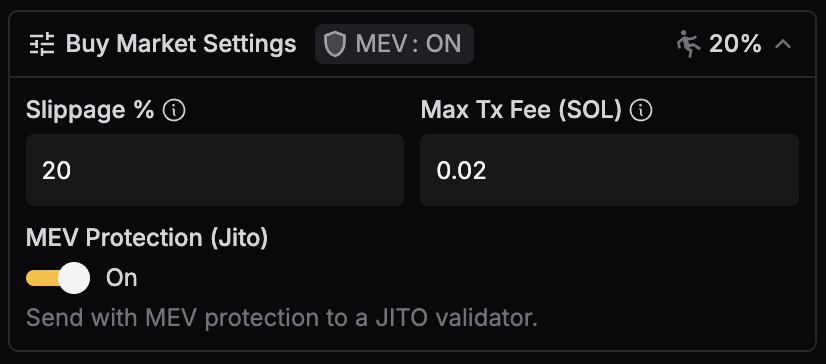 Buy Market Settings MEV: ON 20%
Slippage % Max Tx Fee (SOL)
20 0.02
MEV Protection (Jito)
On
Send with MEV protection to a JITO validator.